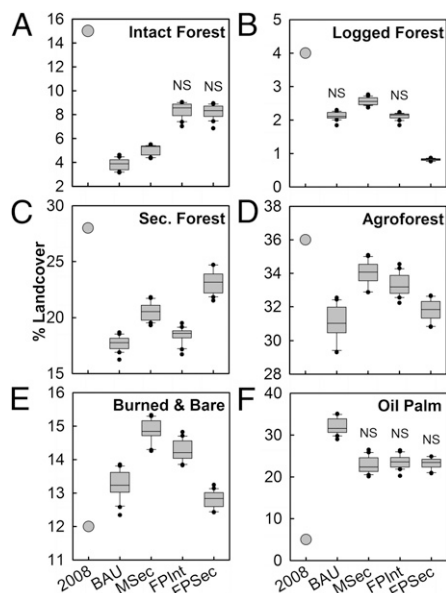 A
Intact Forest
16
14
12
10
8
6
4
2
NS
NS
B
Logged Forest
5
4
3
2
1
0
NS
NS
C
Sec. Forest
30
25
20
15
D
Agroforest
36
34
32
30
28
% Landcover
E
Burned & Bare
16
15
14
13
12
11
F
Oil Palm
40
30
20
10
0
NS
NS
NS
2008
BAU
MSec
FPInt
FPSec
2008
BAU
MSec
FPInt
FPSec